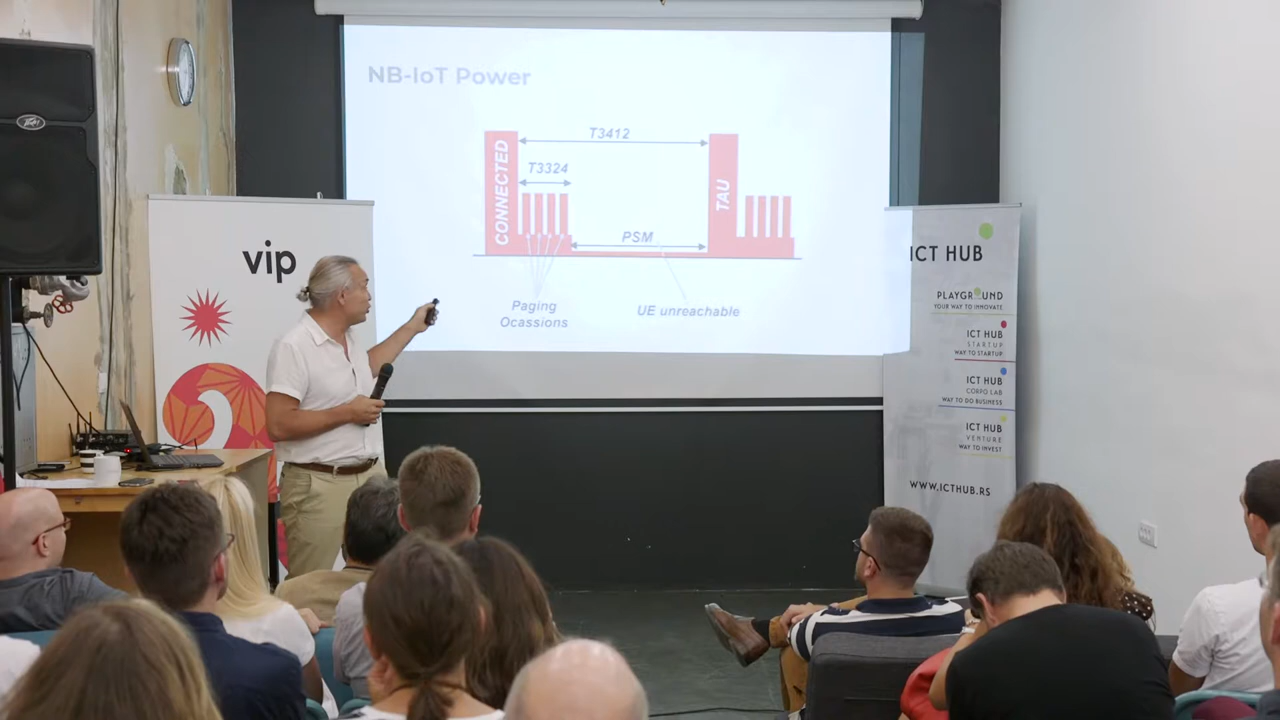 NB-IoT Power
T3412
T3324
CONNECTED
TAU
PSM
Paging
Ocassions
UE unreachable
vip
PEAVEY
ICT HUB
PLAYGROUND
YOUR WAY TO INNOVATE
ICT HUB
STARTUP
WAY TO STARTUP
ICT HUB
CORPO LAB
WAY TO DO BUSINESS
ICT HUB
VENTURE
WAY TO INVEST
WWW.ICTHUB.RS